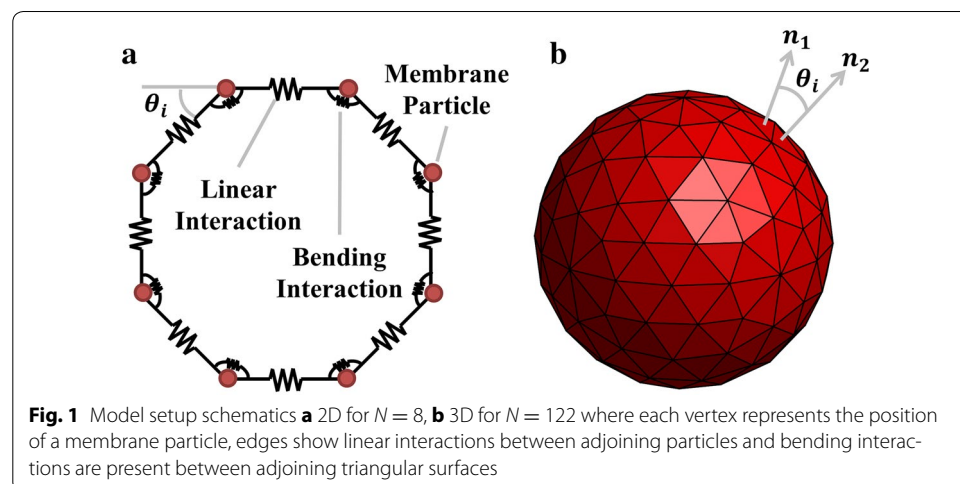 a
b
n₁
n₂
θᵢ
θᵢ
Membrane
Particle
Linear
Interaction
Bending
Interaction
Fig. 1 Model setup schematics a 2D for N = 8, b 3D for N = 122 where each vertex represents the position
of a membrane particle, edges show linear interactions between adjoining particles and bending interac-
tions are present between adjoining triangular surfaces